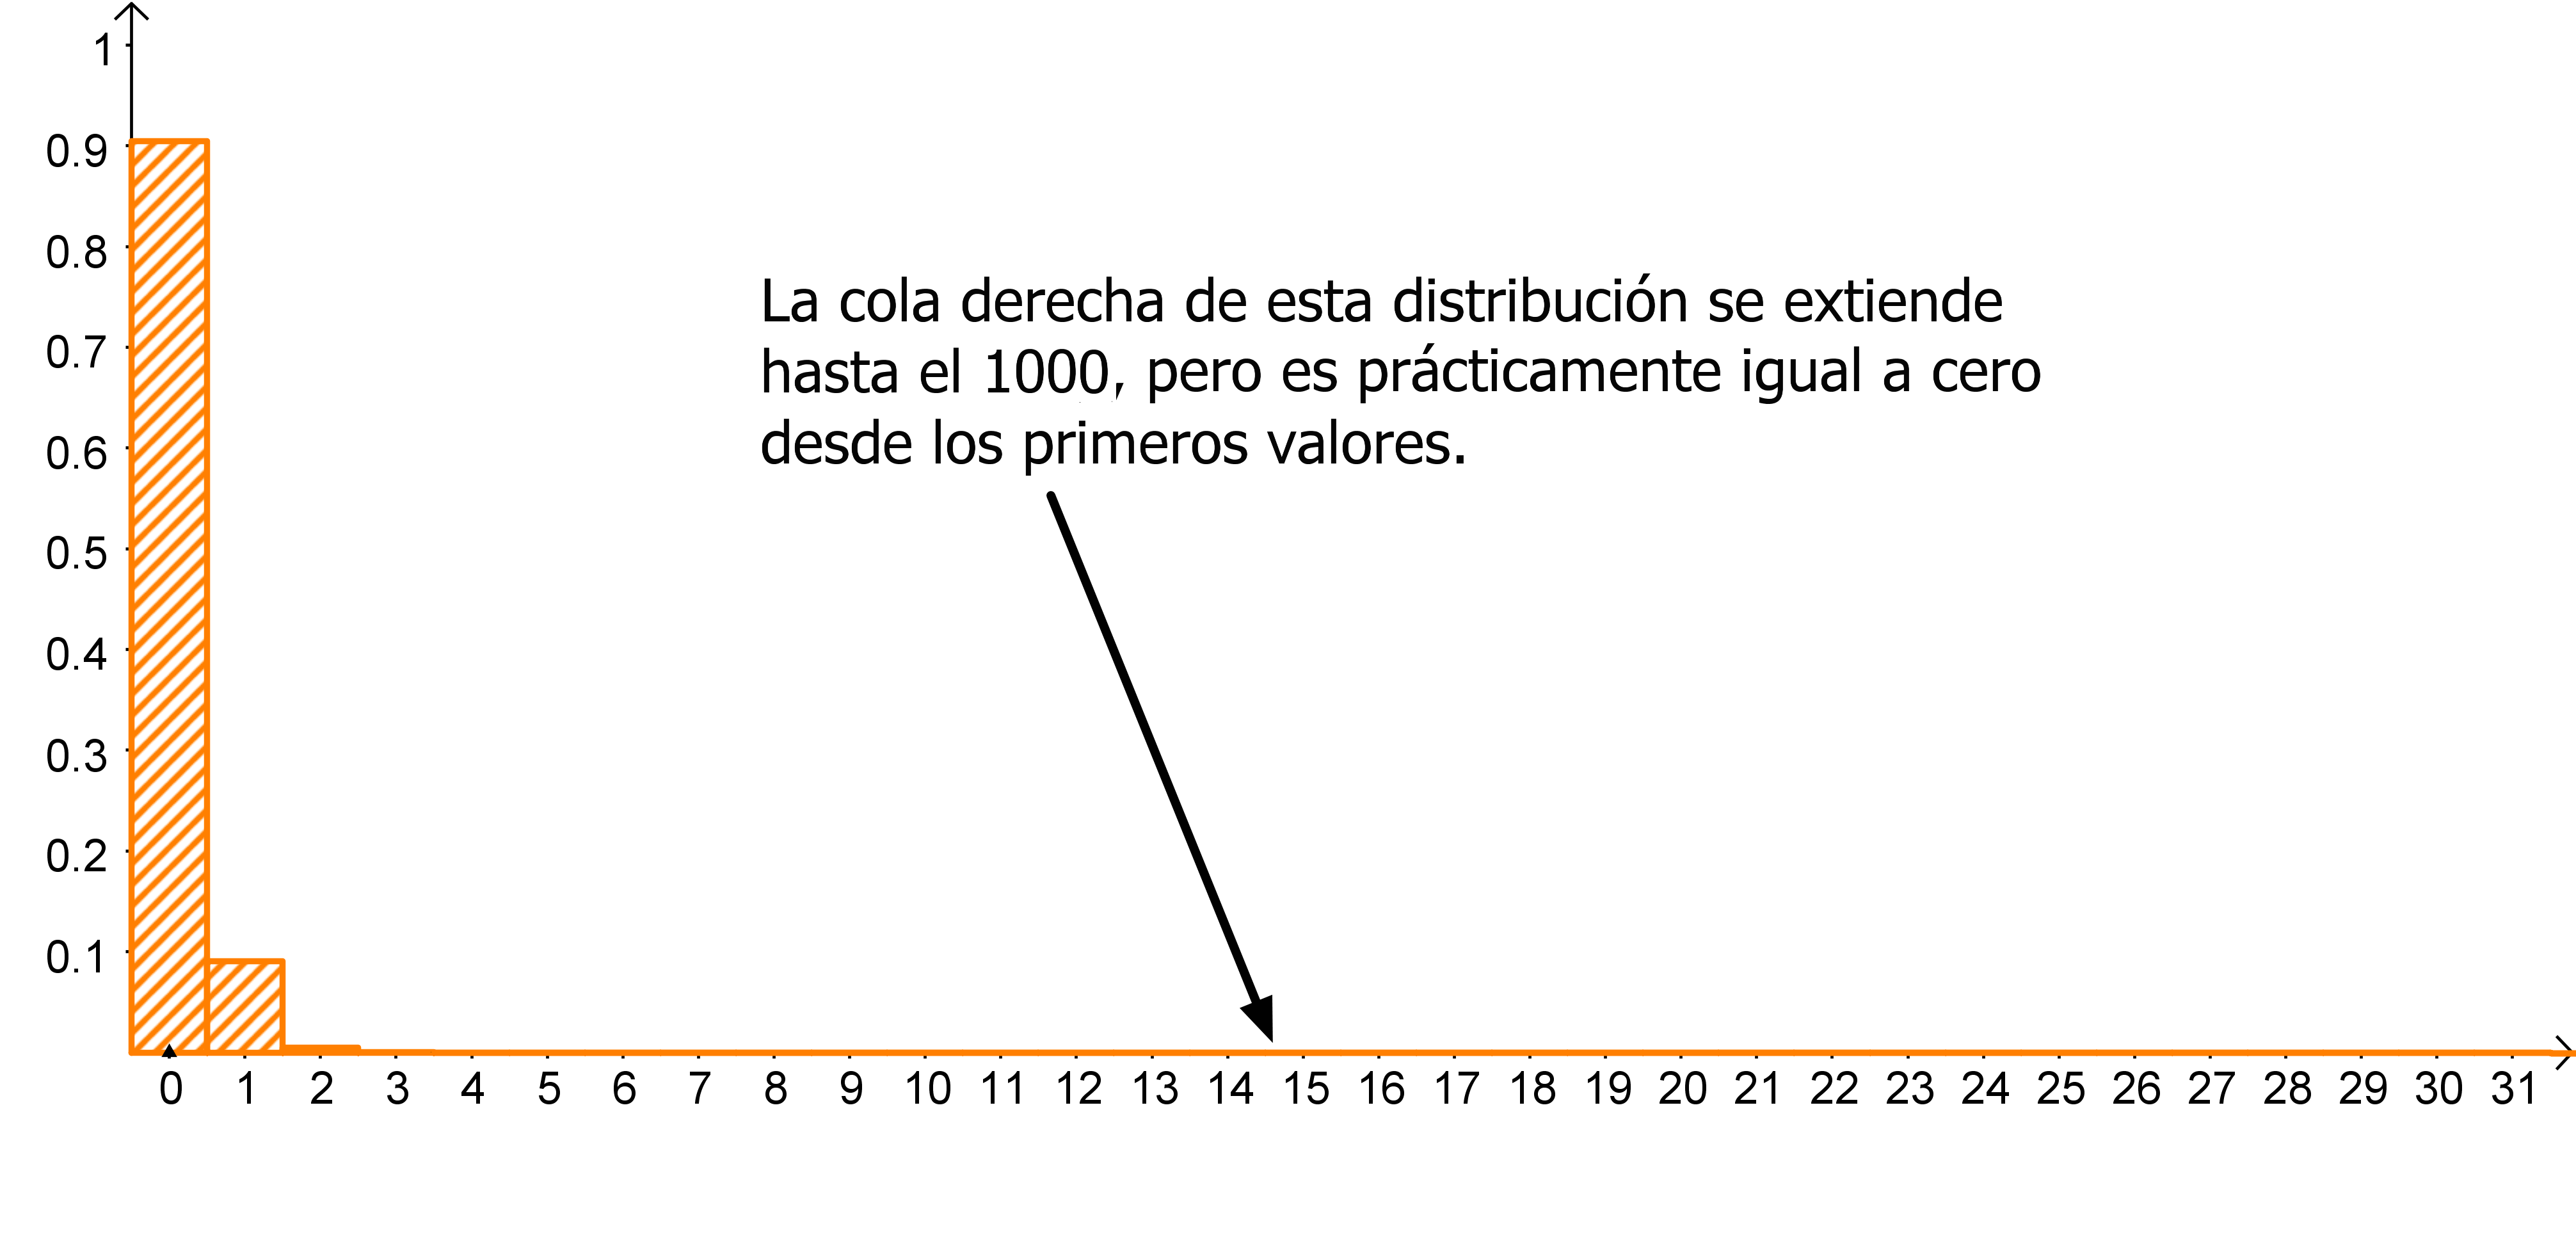 1
0.9
0.8
La cola derecha de esta distribución se extiende
hasta el 1000, pero es prácticamente igual a cero
desde los primeros valores.
0.7
0.6
0.5
0.4
0.3
0.2
0.1
0 1 2 3 4 5 6 7 8 9 10 11 12 13 14 15 16 17 18 19 20 21 22 23 24 25 26 27 28 29 30 31